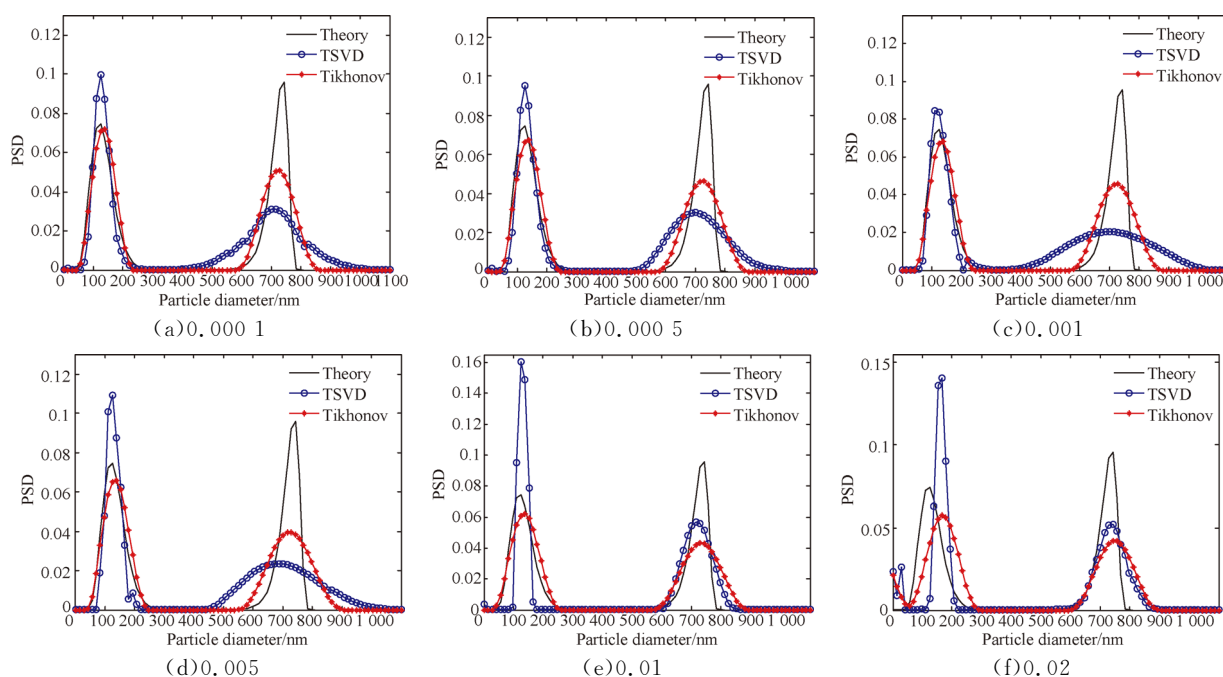 0.12
0.1
0.08
0.06
0.04
0.02
0
PSD
Theory
TSVD
Tikhonov
0 100 200 300 400 500 600 700 800 900 1 000
Particle diameter/nm
(a)0.000 1
0.12
0.1
0.08
0.06
0.04
0.02
0
PSD
Theory
TSVD
Tikhonov
0 100 200 300 400 500 600 700 800 900 1 000
Particle diameter/nm
(b)0.000 5
0.12
0.1
0.08
0.06
0.04
0.02
0
PSD
Theory
TSVD
Tikhonov
0 100 200 300 400 500 600 700 800 900 1 000
Particle diameter/nm
(c)0.001
0.12
0.1
0.08
0.06
0.04
0.02
0
PSD
Theory
TSVD
Tikhonov
0 100 200 300 400 500 600 700 800 900 1 000
Particle diameter/nm
(d)0.005
0.16
0.14
0.12
0.1
0.08
0.06
0.04
0.02
0
PSD
Theory
TSVD
Tikhonov
0 100 200 300 400 500 600 700 800 900 1 000
Particle diameter/nm
(e)0.01
0.15
0.1
0.05
0
PSD
Theory
TSVD
Tikhonov
0 100 200 300 400 500 600 700 800 900 1 000
Particle diameter/nm
(f)0.02